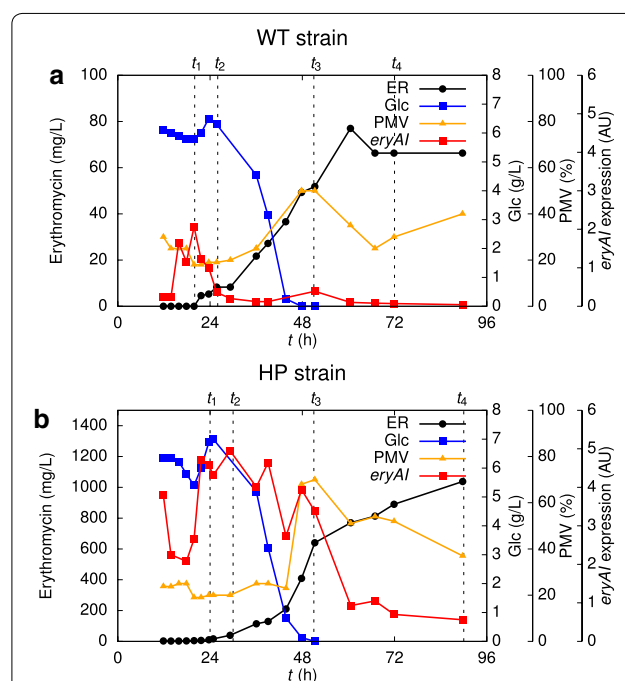 WT strain
a
t1 t2 t3 t4
ER
Glc
PMV
eryAI
Erythromycin (mg/L)
100
80
60
40
20
0
8
7
6
5
4
3
2
1
0
Glc (g/L)
100
80
60
40
20
0
PMV (%)
6
5
4
3
2
1
0
eryAI expression (AU)
0 24 48 72 96
t (h)
HP strain
b
t1 t2 t3 t4
ER
Glc
PMV
eryAI
Erythromycin (mg/L)
1400
1200
1000
800
600
400
200
0
8
7
6
5
4
3
2
1
0
Glc (g/L)
100
80
60
40
20
0
PMV (%)
6
5
4
3
2
1
0
eryAI expression (AU)
0 24 48 72 96
t (h)